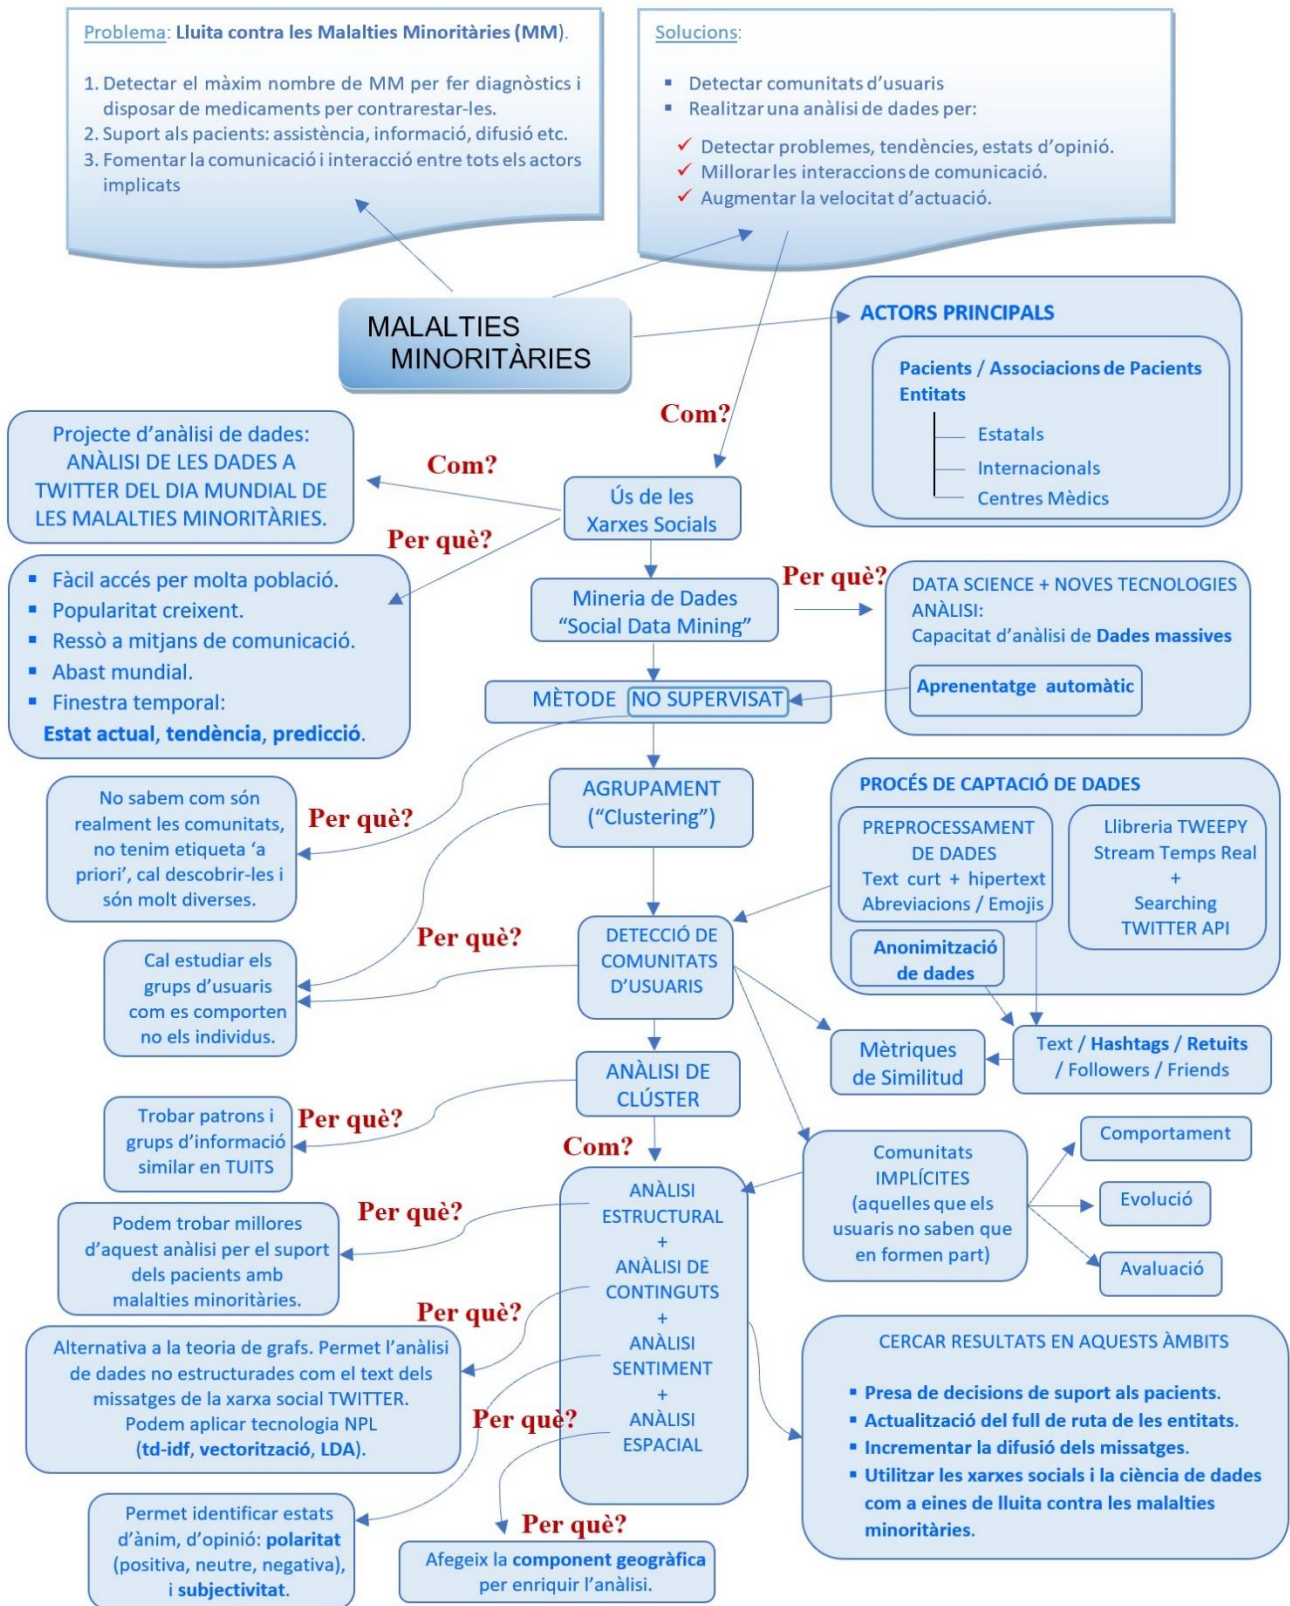 Problema: Lluita contra les Malalties Minoritàries (MM).
1. Detectar el màxim nombre de MM per fer diagnòstics i
disposar de medicaments per contrarestar-les.
2. Suport als pacients: assistència, informació, difusió etc.
3. Fomentar la comunicació i interacció entre tots els actors
implicats
Solucions:
▪ Detectar comunitats d'usuaris
▪ Realitzar una anàlisi de dades per:
✓ Detectar problemes, tendències, estats d'opinió.
✓ Millorar les interaccions de comunicació.
✓ Augmentar la velocitat d'actuació.
MALALTIES
MINORITÀRIES
ACTORS PRINCIPALS
Pacients / Associacions de Pacients
Entitats
Estatals
Internacionals
Centres Mèdics
Com?
Projecte d'anàlisi de dades:
ANÀLISI DE LES DADES A
TWITTER DEL DIA MUNDIAL DE
LES MALALTIES MINORITÀRIES.
Com?
Ús de les
Xarxes Socials
Per què?
▪ Fàcil accés per molta població.
▪ Popularitat creixent.
▪ Ressò a mitjans de comunicació.
▪ Abast mundial.
▪ Finestra temporal:
Estat actual, tendència, predicció.
Mineria de Dades
“Social Data Mining”
Per què?
DATA SCIENCE + NOVES TECNOLOGIES
ANÀLISI:
Capacitat d'anàlisi de Dades massives
Aprenentatge automàtic
MÈTODE NO SUPERVISAT
No sabem com són
realment les comunitats,
no tenim etiqueta ‘a
priori’, cal descobrir-les i
són molt diverses.
Per què?
AGRUPAMENT
(“Clustering”)
PROCÉS DE CAPTACIÓ DE DADES
PREPROCESSAMENT
DE DADES
Text curt + hipertext
Abreviacions / Emojis
Llibreria TWEEPY
Stream Temps Real
+
Searching
TWITTER API
Anonimització
de dades
Cal estudiar els
grups d'usuaris
com es comporten
no els individus.
Per què?
DETECCIÓ DE
COMUNITATS
D'USUARIS
Mètriques
de Similitud
Text / Hashtags / Retuits
/ Followers / Friends
ANÀLISI DE
CLÚSTER
Trobar patrons i
grups d'informació
similar en TUITS
Per què?
Com?
Comunitats
IMPLÍCITES
(aquelles que els
usuaris no saben que
en formen part)
Comportament
Evolució
Avaluació
ANÀLISI
ESTRUCTURAL
+
ANÀLISI DE
CONTINGUTS
+
ANÀLISI
SENTIMENT
+
ANÀLISI
ESPACIAL
Per què?
Podem trobar millores
d'aquest anàlisi per el suport
dels pacients amb
malalties minoritàries.
Per què?
Alternativa a la teoria de grafs. Permet l'anàlisi
de dades no estructurades com el text dels
missatges de la xarxa social TWITTER.
Podem aplicar tecnologia NPL
(td-idf, vectorització, LDA).
Per què?
Permet identificar estats
d'ànim, d'opinió: polaritat
(positiva, neutre, negativa),
i subjectivitat.
Per què?
Afegeix la component geogràfica
per enriquir l'anàlisi.
CERCAR RESULTATS EN AQUESTS ÀMBITS
▪ Presa de decisions de suport als pacients.
▪ Actualització del full de ruta de les entitats.
▪ Incrementar la difusió dels missatges.
▪ Utilitzar les xarxes socials i la ciència de dades
com a eines de lluita contra les malalties
minoritàries.